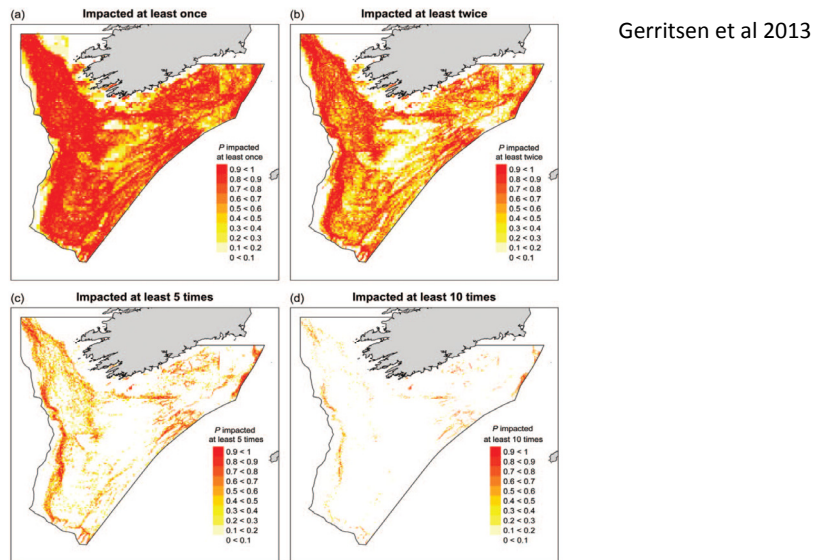 (a) Impacted at least once
P impacted
at least once
0.9 < 1
0.8 < 0.9
0.7 < 0.8
0.6 < 0.7
0.5 < 0.6
0.4 < 0.5
0.3 < 0.4
0.2 < 0.3
0.1 < 0.2
0 < 0.1
(b) Impacted at least twice
P impacted
at least twice
0.9 < 1
0.8 < 0.9
0.7 < 0.8
0.6 < 0.7
0.5 < 0.6
0.4 < 0.5
0.3 < 0.4
0.2 < 0.3
0.1 < 0.2
0 < 0.1
Gerritsen et al 2013
(c) Impacted at least 5 times
P impacted
at least 5 times
0.9 < 1
0.8 < 0.9
0.7 < 0.8
0.6 < 0.7
0.5 < 0.6
0.4 < 0.5
0.3 < 0.4
0.2 < 0.3
0.1 < 0.2
0 < 0.1
(d) Impacted at least 10 times
P impacted
at least 10 times
0.9 < 1
0.8 < 0.9
0.7 < 0.8
0.6 < 0.7
0.5 < 0.6
0.4 < 0.5
0.3 < 0.4
0.2 < 0.3
0.1 < 0.2
0 < 0.1